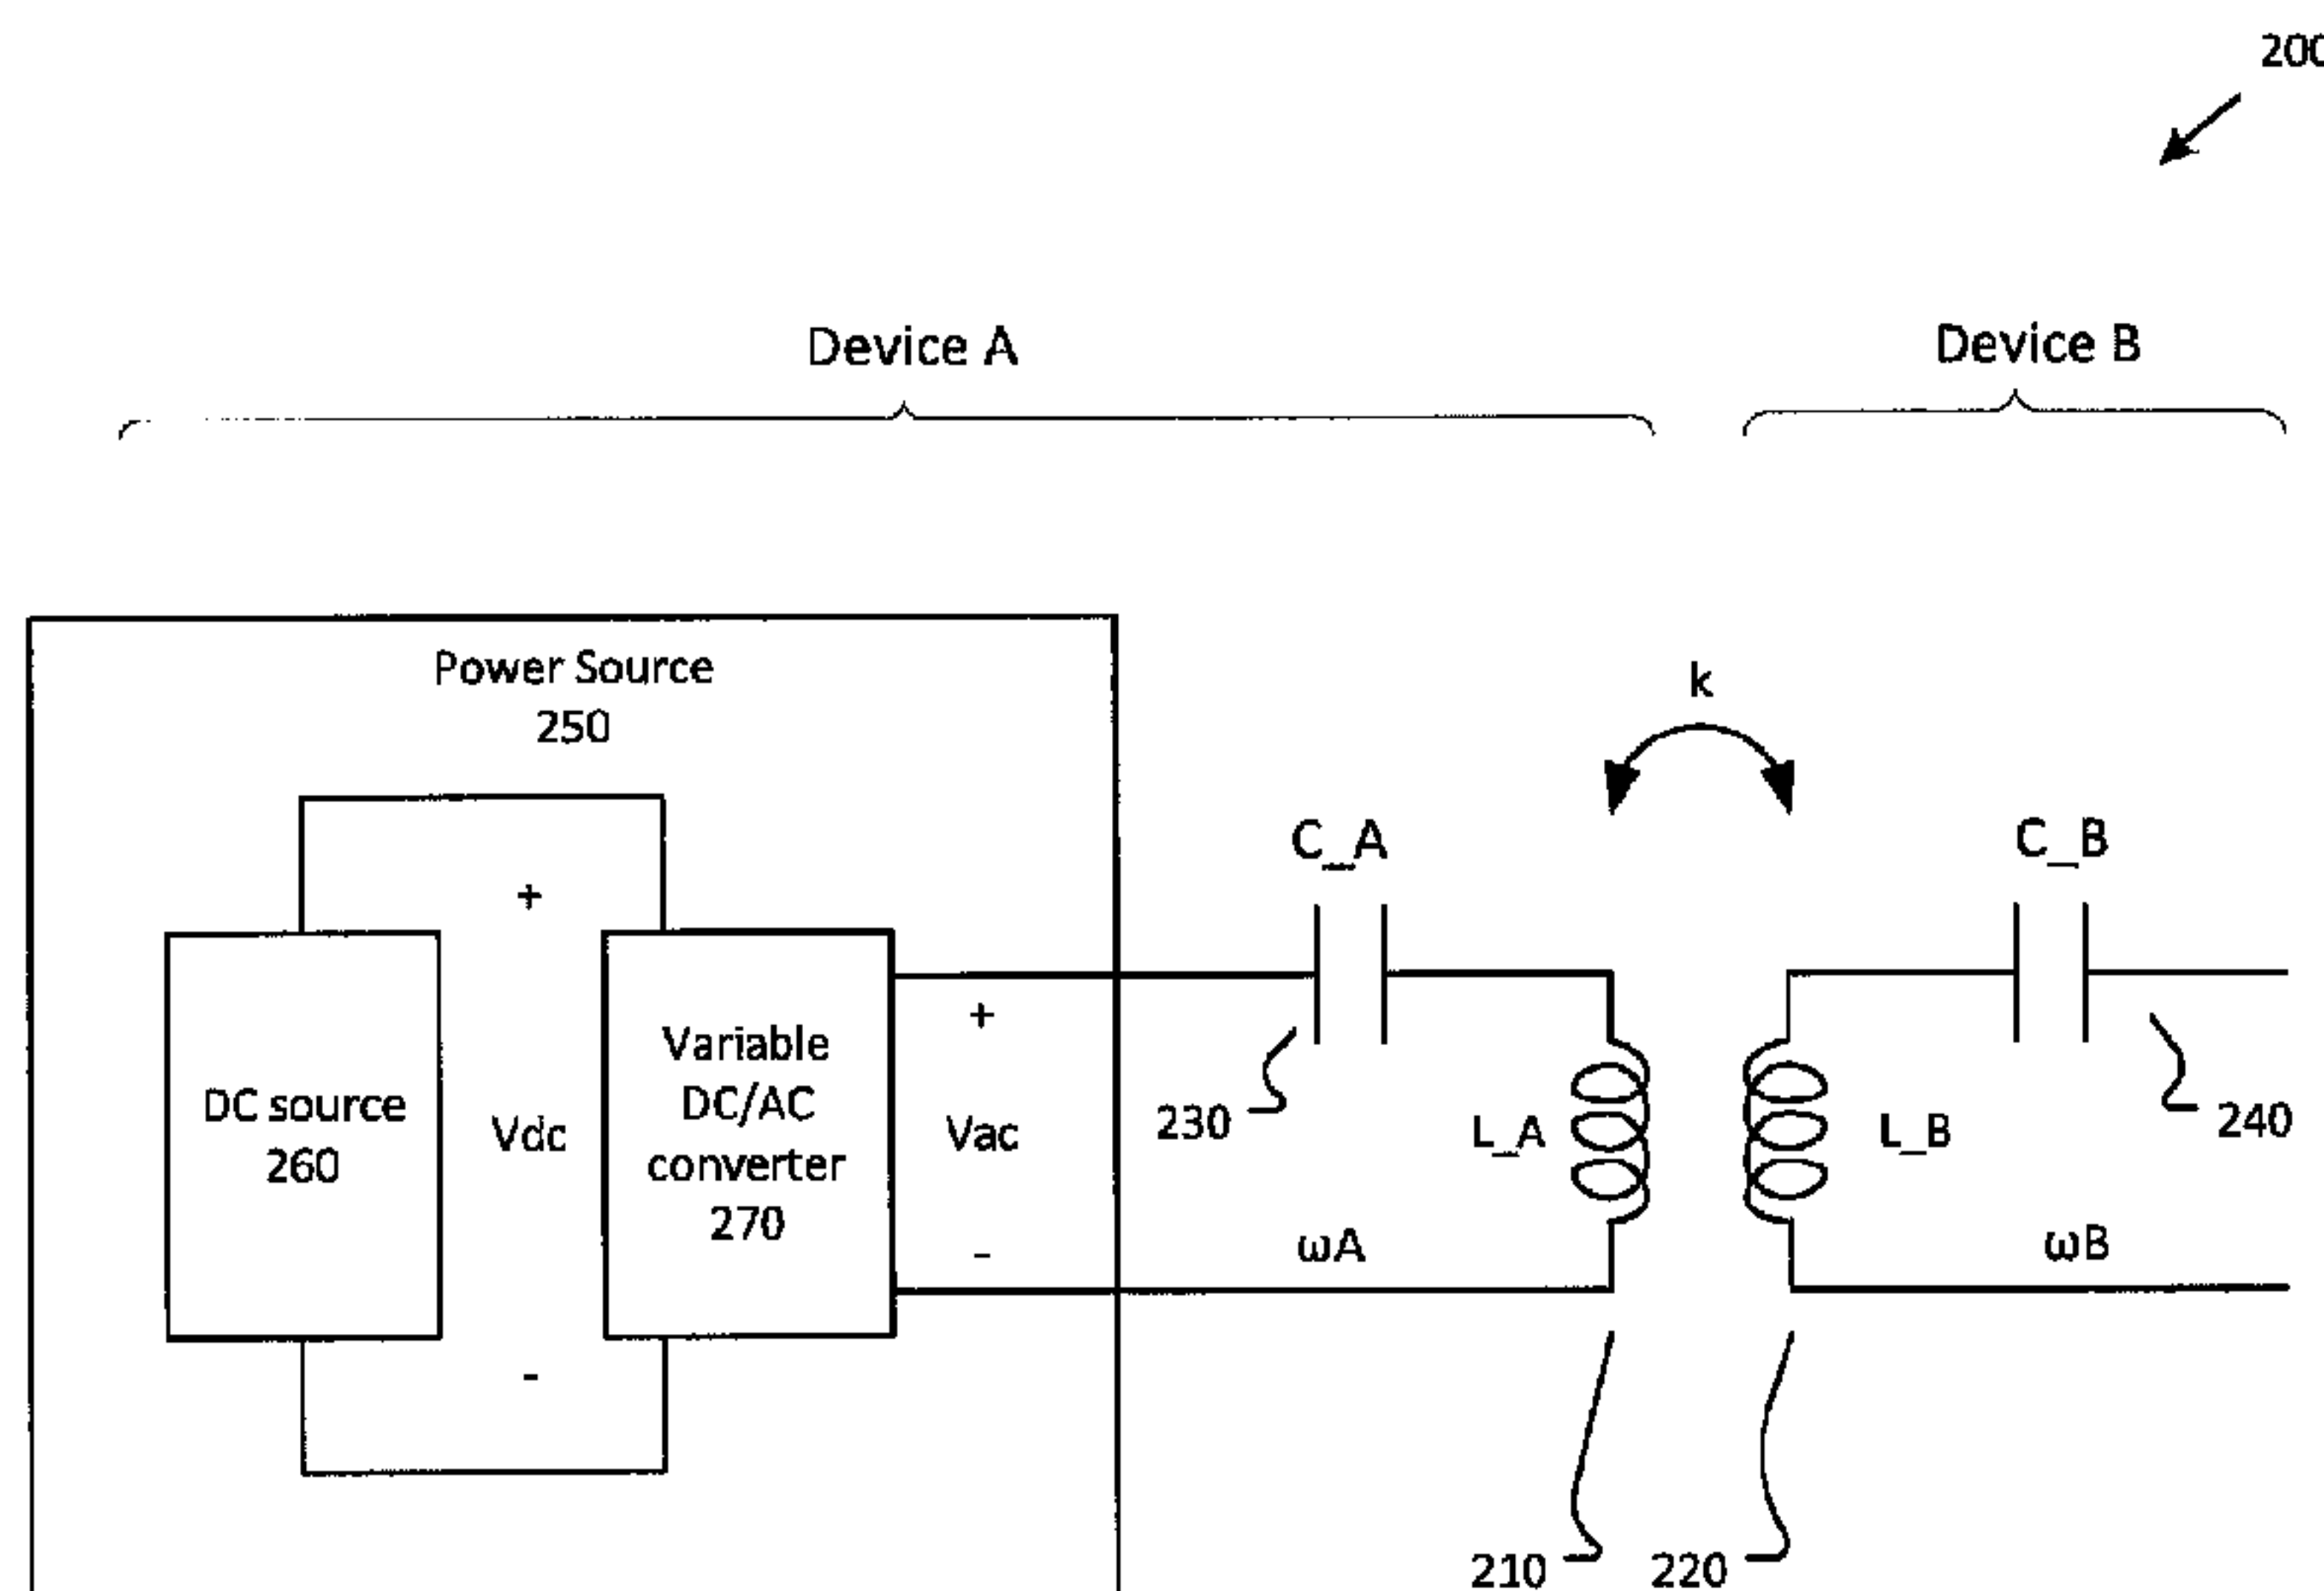 200
Device A
Device B
Power Source
250
k
C_A
C_B
+
+
Variable
DC/AC
converter
270
DC source
260
Vdc
Vac
230
L_A
L_B
240
-
ωA
ωB
-
210
220